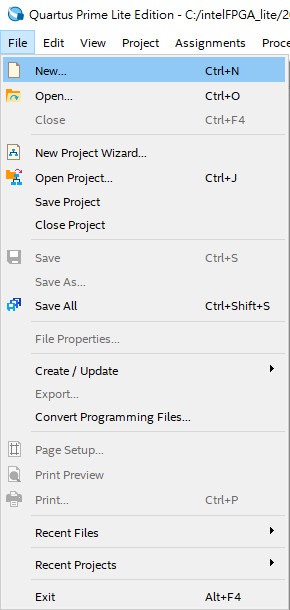 Quartus Prime Lite Edition - C:/intelFPGA_lite/20
File Edit View Project Assignments Proce
New... Ctrl+N
Open... Ctrl+O
Close Ctrl+F4
New Project Wizard...
Open Project... Ctrl+J
Save Project
Close Project
Save Ctrl+S
Save As...
Save All Ctrl+Shift+S
File Properties...
Create / Update
Export...
Convert Programming Files...
Page Setup...
Print Preview
Print... Ctrl+P
Recent Files
Recent Projects
Exit Alt+F4